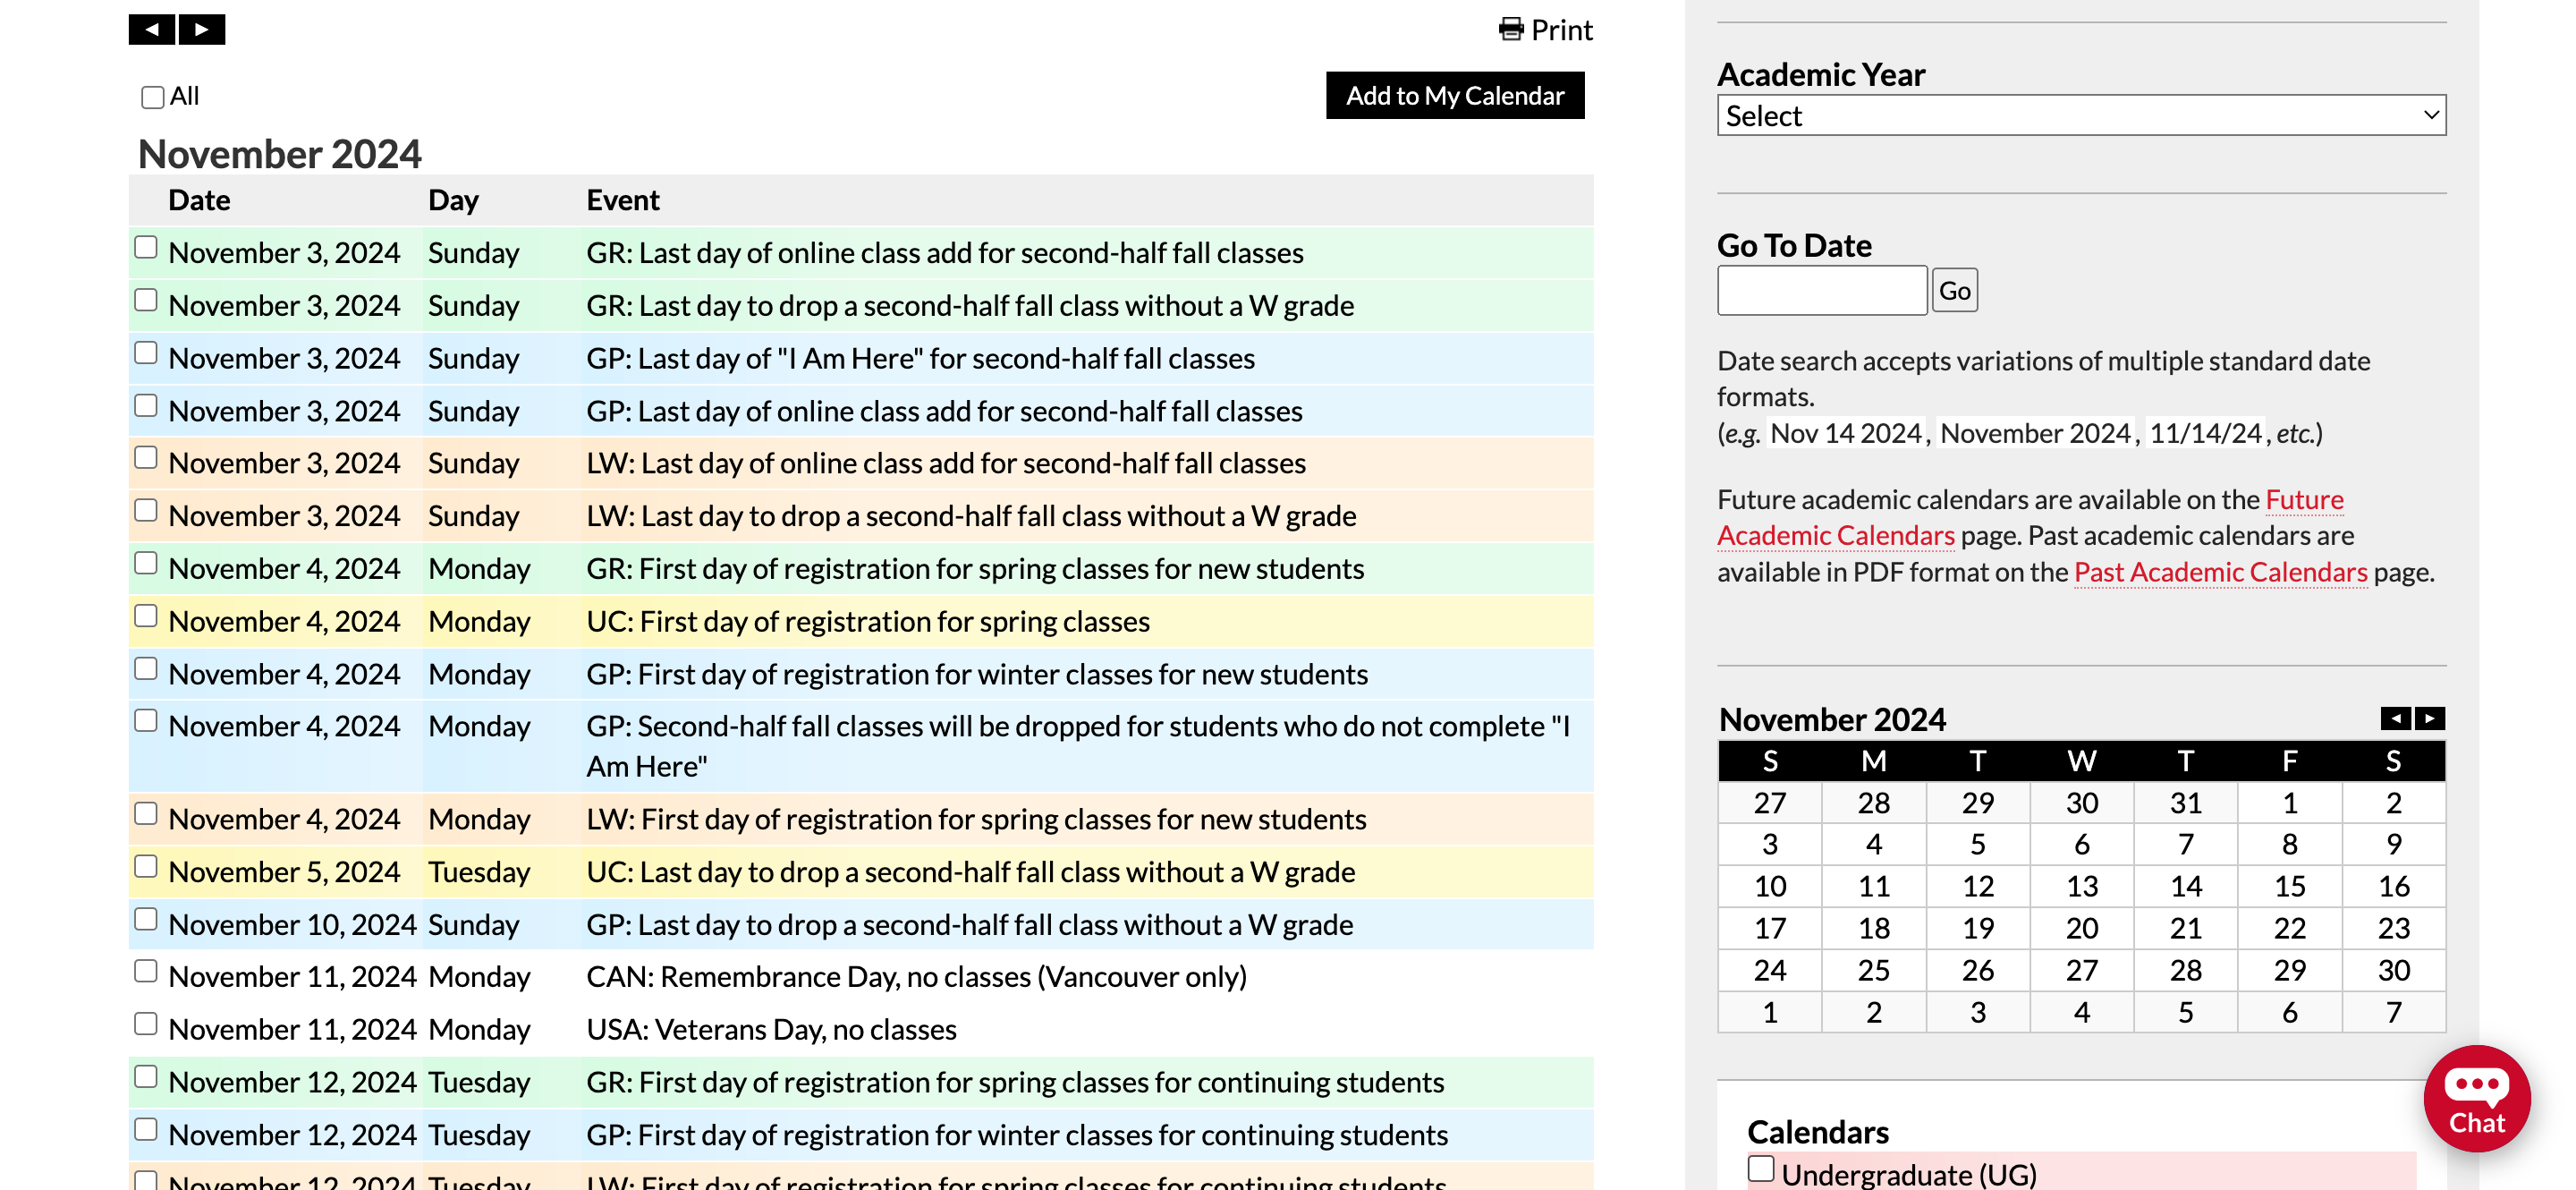 Print
All
Add to My Calendar
November 2024
Date Day Event
November 3, 2024 Sunday GR: Last day of online class add for second-half fall classes
November 3, 2024 Sunday GR: Last day to drop a second-half fall class without a W grade
November 3, 2024 Sunday GP: Last day of "I Am Here" for second-half fall classes
November 3, 2024 Sunday GP: Last day of online class add for second-half fall classes
November 3, 2024 Sunday LW: Last day of online class add for second-half fall classes
November 3, 2024 Sunday LW: Last day to drop a second-half fall class without a W grade
November 4, 2024 Monday GR: First day of registration for spring classes for new students
November 4, 2024 Monday UC: First day of registration for spring classes
November 4, 2024 Monday GP: First day of registration for winter classes for new students
November 4, 2024 Monday GP: Second-half fall classes will be dropped for students who do not complete "I
Am Here"
November 4, 2024 Monday LW: First day of registration for spring classes for new students
November 5, 2024 Tuesday UC: Last day to drop a second-half fall class without a W grade
November 10, 2024 Sunday GP: Last day to drop a second-half fall class without a W grade
November 11, 2024 Monday CAN: Remembrance Day, no classes (Vancouver only)
November 11, 2024 Monday USA: Veterans Day, no classes
November 12, 2024 Tuesday GR: First day of registration for spring classes for continuing students
November 12, 2024 Tuesday GP: First day of registration for winter classes for continuing students
November 12, 2024 Tuesday LW: First day of registration for spring classes for continuing students
Academic Year
Select
Go To Date
Go
Date search accepts variations of multiple standard date
formats.
(e.g. Nov 14 2024, November 2024, 11/14/24, etc.)
Future academic calendars are available on the Future
Academic Calendars page. Past academic calendars are
available in PDF format on the Past Academic Calendars page.
November 2024
S M T W T F S
27 28 29 30 31 1 2
3 4 5 6 7 8 9
10 11 12 13 14 15 16
17 18 19 20 21 22 23
24 25 26 27 28 29 30
1 2 3 4 5 6 7
Calendars
Undergraduate (UG)
Chat